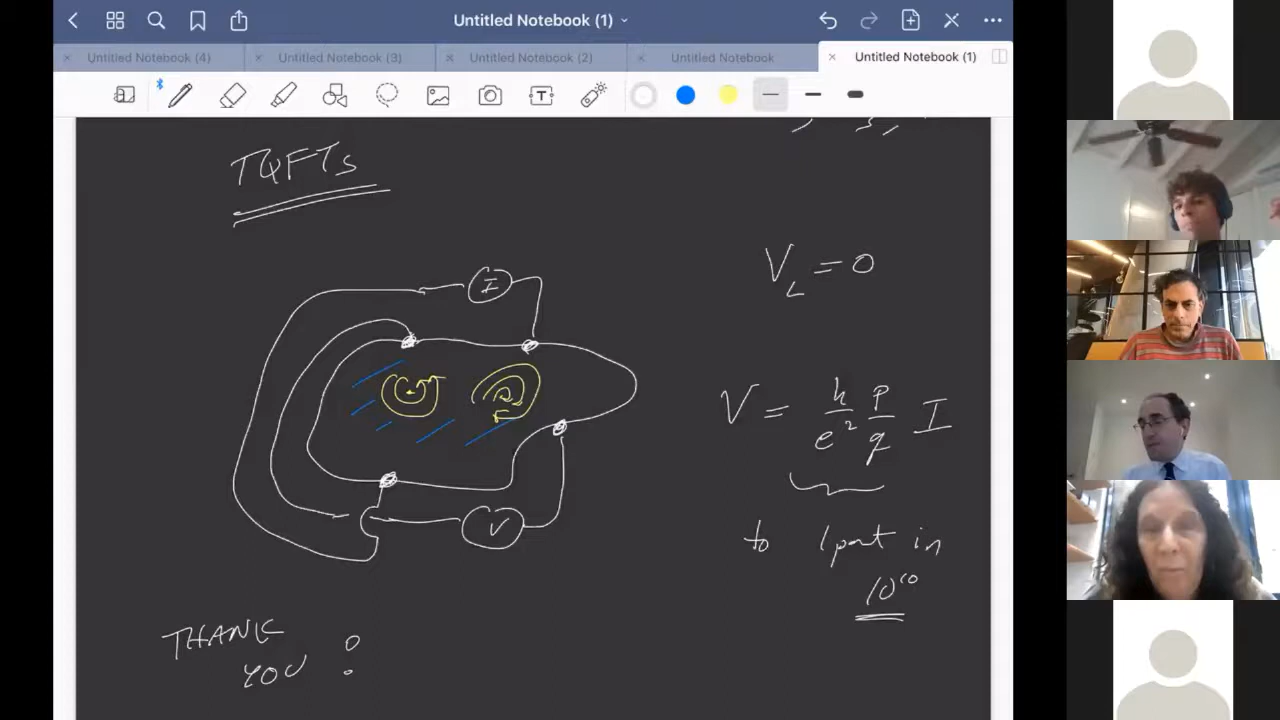 Untitled Notebook (1)
Untitled Notebook (4)
Untitled Notebook (3)
Untitled Notebook (2)
Untitled Notebook
Untitled Notebook (1)
T
TQFTs
I
V_L = 0
V = h/e² p/q I
V
to 1 part in
10¹⁰
THANK
YOU !